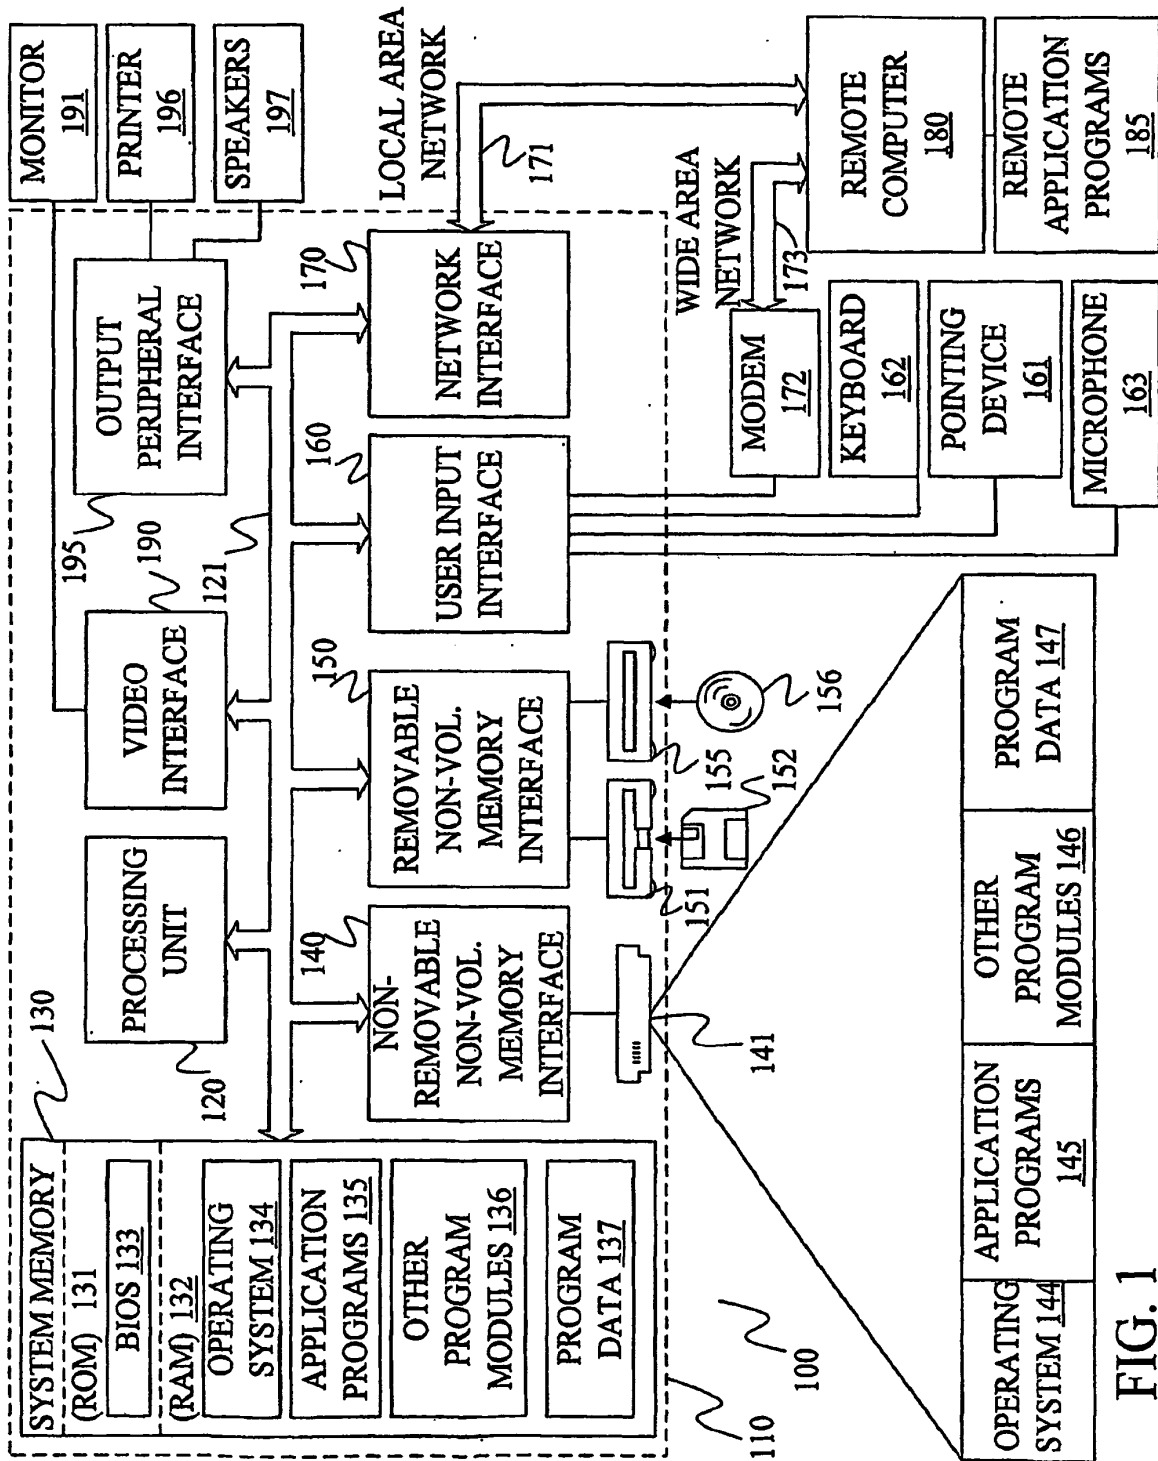 SYSTEM MEMORY
130
(ROM) 131
BIOS 133
(RAM) 132
OPERATING
SYSTEM 134
APPLICATION
PROGRAMS 135
OTHER
PROGRAM
MODULES 136
PROGRAM
DATA 137
PROCESSING
UNIT
120
VIDEO
INTERFACE
190
121
OUTPUT
PERIPHERAL
INTERFACE
195
MONITOR
191
PRINTER
196
SPEAKERS
197
NON-
REMOVABLE
NON-VOL.
MEMORY
INTERFACE
140
REMOVABLE
NON-VOL.
MEMORY
INTERFACE
150
USER INPUT
INTERFACE
160
NETWORK
INTERFACE
170
LOCAL AREA
NETWORK
171
WIDE AREA
NETWORK
173
MODEM
172
KEYBOARD
162
POINTING
DEVICE
161
MICROPHONE
163
REMOTE
COMPUTER
180
REMOTE
APPLICATION
PROGRAMS
185
141
151
152
155
156
110
100
OPERATING
SYSTEM 144
APPLICATION
PROGRAMS
145
OTHER
PROGRAM
MODULES 146
PROGRAM
DATA 147
FIG. 1